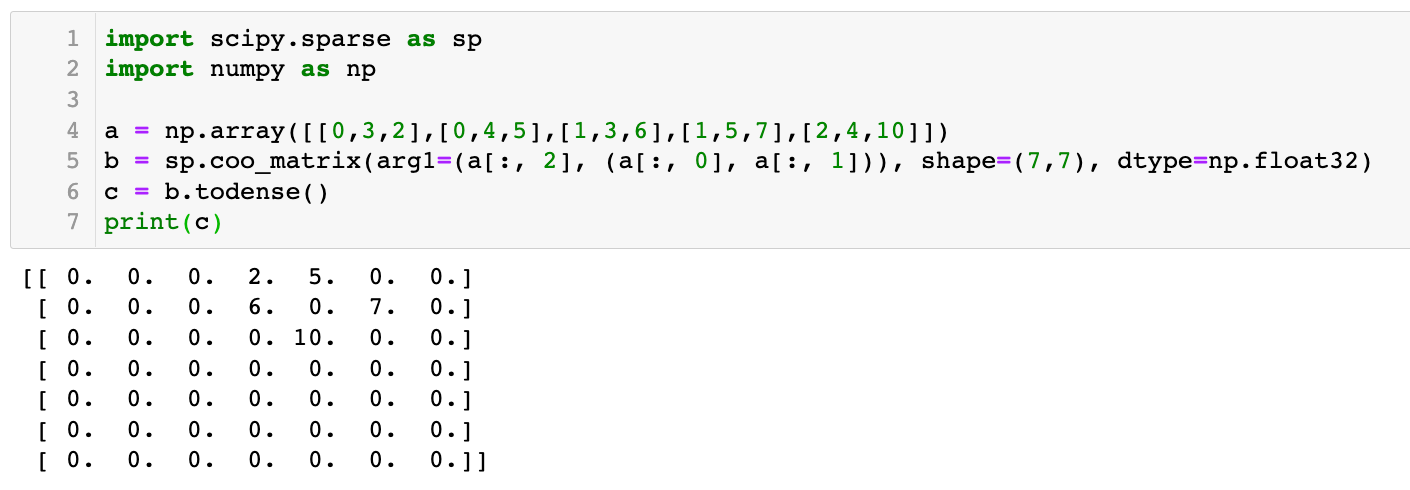 1 import scipy.sparse as sp
2 import numpy as np
3
4 a = np.array([[0,3,2],[0,4,5],[1,3,6],[1,5,7],[2,4,10]])
5 b = sp.coo_matrix(arg1=(a[:, 2], (a[:, 0], a[:, 1])), shape=(7,7), dtype=np.float32)
6 c = b.todense()
7 print(c)
[[ 0.  0.  0.  2.  5.  0.  0.]
 [ 0.  0.  0.  6.  0.  7.  0.]
 [ 0.  0.  0.  0. 10.  0.  0.]
 [ 0.  0.  0.  0.  0.  0.  0.]
 [ 0.  0.  0.  0.  0.  0.  0.]
 [ 0.  0.  0.  0.  0.  0.  0.]
 [ 0.  0.  0.  0.  0.  0.  0.]]